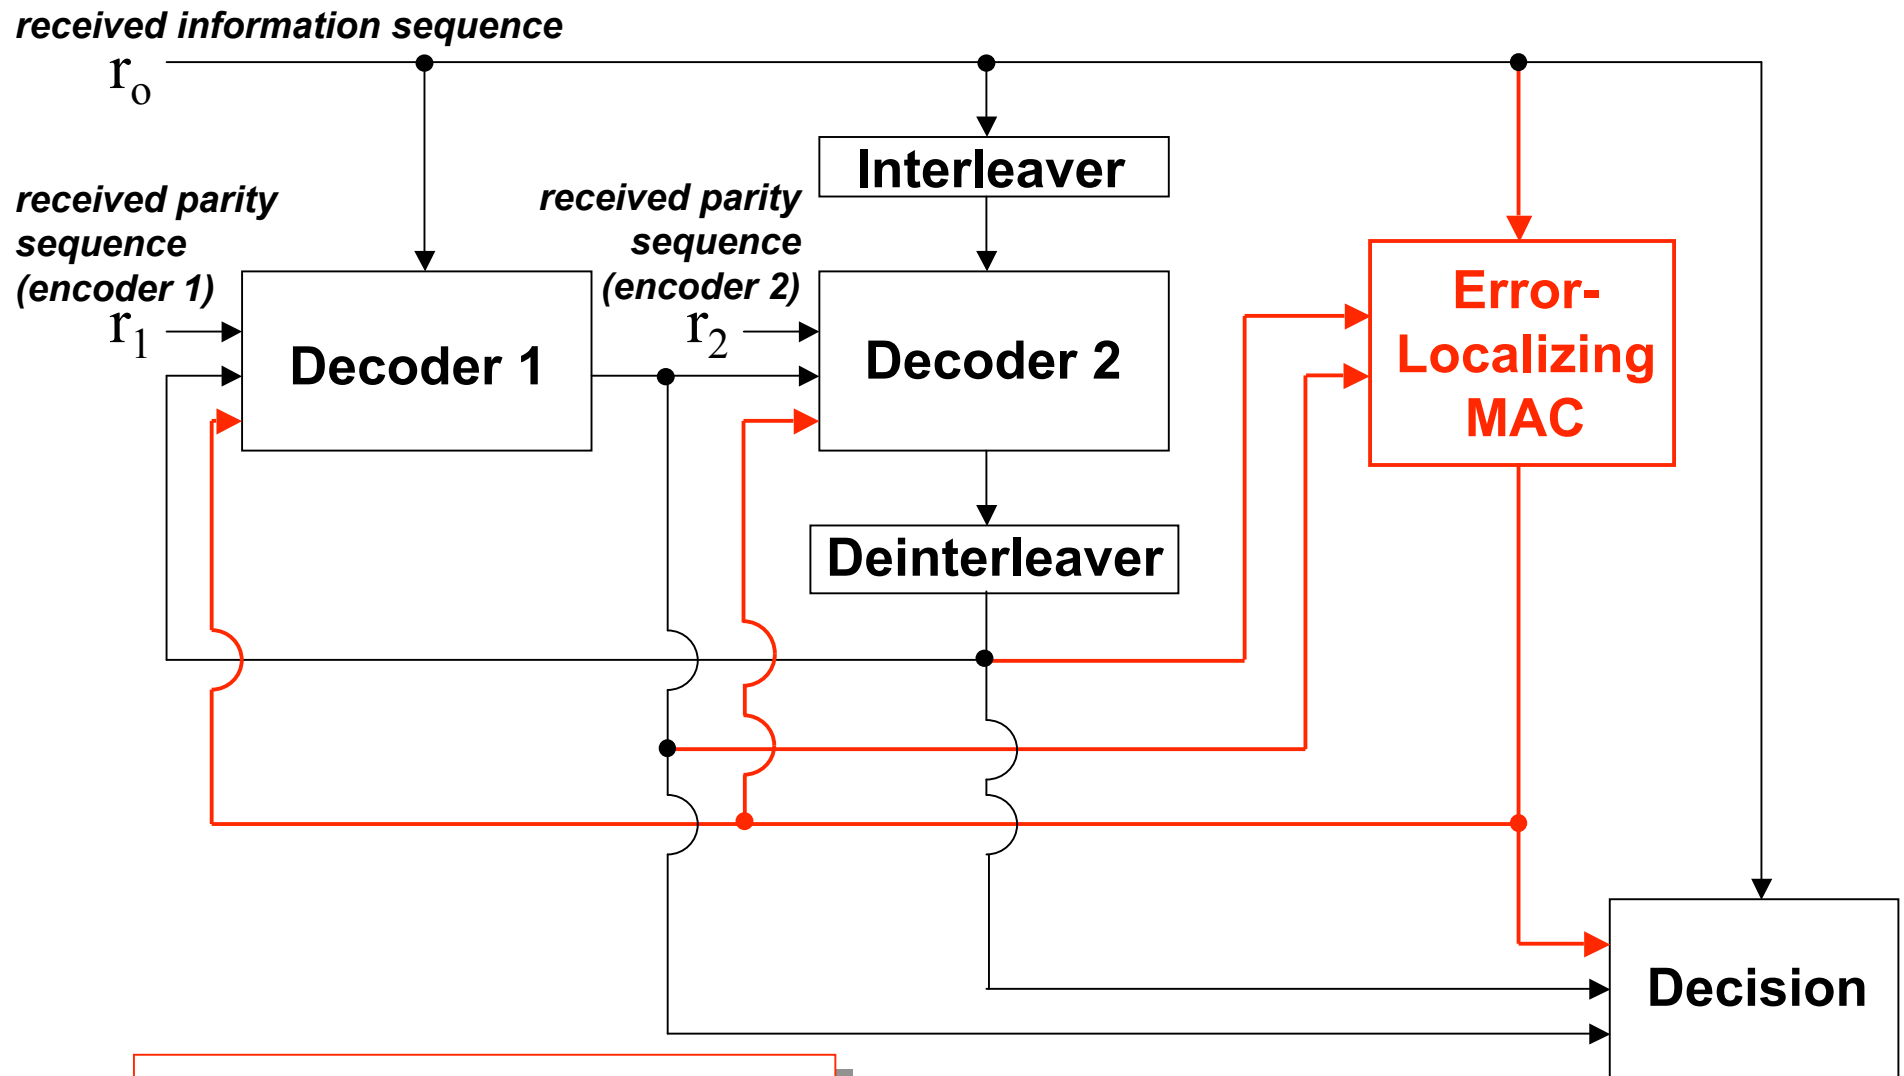 received information sequence
r₀
Interleaver
received parity
sequence
(encoder 1)
r₁
received parity
sequence
(encoder 2)
r₂
Decoder 1
Decoder 2
Error-
Localizing
MAC
Deinterleaver
Decision